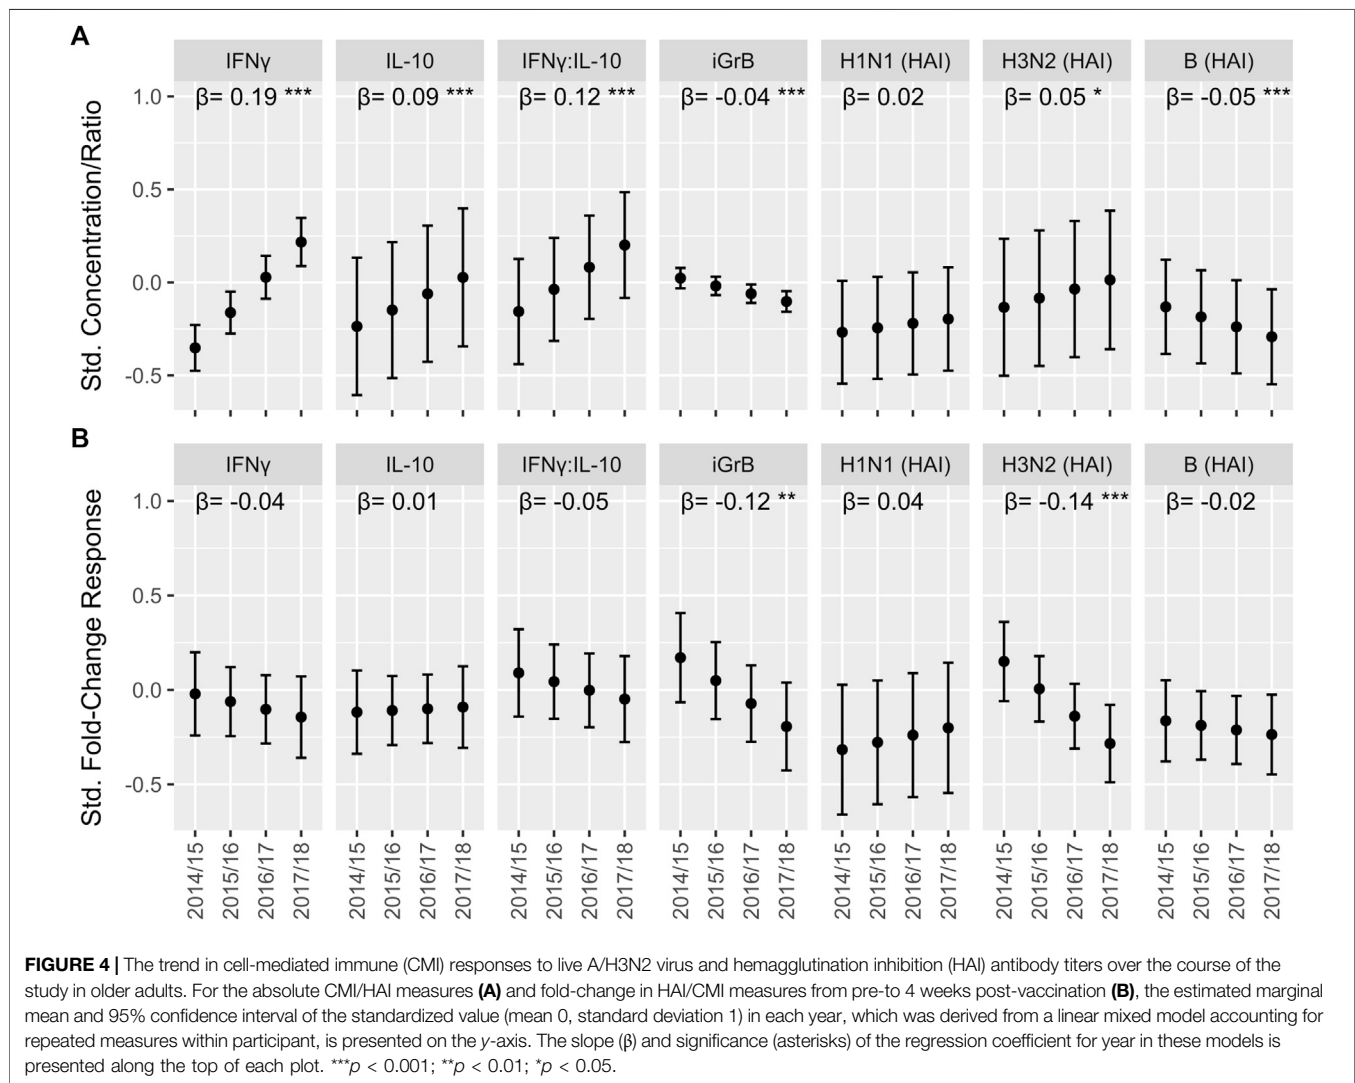 A
IFNγ IL-10 IFNγ:IL-10 iGrB H1N1 (HAI) H3N2 (HAI) B (HAI)
β= 0.19 *** β= 0.09 *** β= 0.12 *** β= -0.04 *** β= 0.02 β= 0.05 * β= -0.05 ***
Std. Concentration/Ratio
1.0
0.5
0.0
-0.5
B
IFNγ IL-10 IFNγ:IL-10 iGrB H1N1 (HAI) H3N2 (HAI) B (HAI)
β= -0.04 β= 0.01 β= -0.05 β= -0.12 ** β= 0.04 β= -0.14 *** β= -0.02
Std. Fold-Change Response
1.0
0.5
0.0
-0.5
2014/15 2015/16 2016/17 2017/18 2014/15 2015/16 2016/17 2017/18 2014/15 2015/16 2016/17 2017/18 2014/15 2015/16 2016/17 2017/18 2014/15 2015/16 2016/17 2017/18 2014/15 2015/16 2016/17 2017/18 2014/15 2015/16 2016/17 2017/18
FIGURE 4 | The trend in cell-mediated immune (CMI) responses to live A/H3N2 virus and hemagglutination inhibition (HAI) antibody titers over the course of the
study in older adults. For the absolute CMI/HAI measures (A) and fold-change in HAI/CMI measures from pre-to 4 weeks post-vaccination (B), the estimated marginal
mean and 95% confidence interval of the standardized value (mean 0, standard deviation 1) in each year, which was derived from a linear mixed model accounting for
repeated measures within participant, is presented on the y-axis. The slope (β) and significance (asterisks) of the regression coefficient for year in these models is
presented along the top of each plot. ***p < 0.001; **p < 0.01; *p < 0.05.